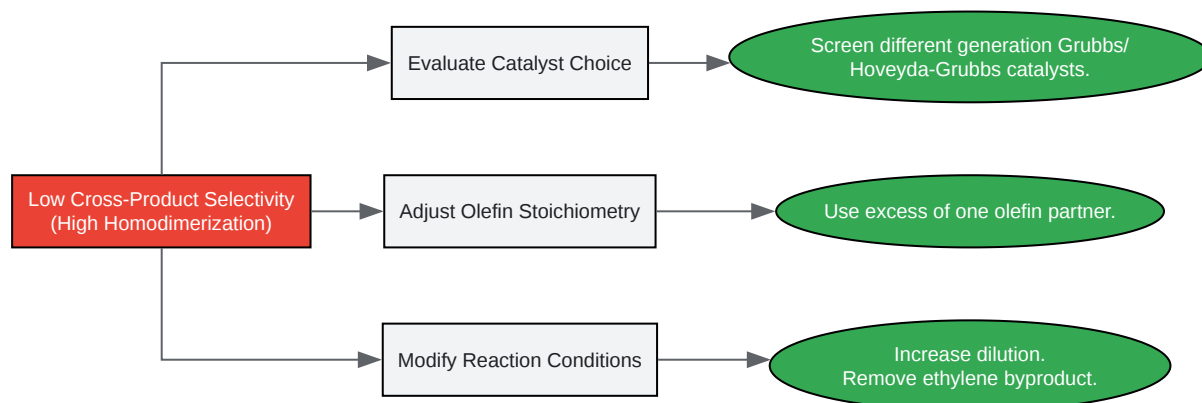 Low Cross-Product Selectivity
(High Homodimerization)
Evaluate Catalyst Choice
Screen different generation Grubbs/
Hoveyda-Grubbs catalysts.
Adjust Olefin Stoichiometry
Use excess of one olefin partner.
Modify Reaction Conditions
Increase dilution.
Remove ethylene byproduct.